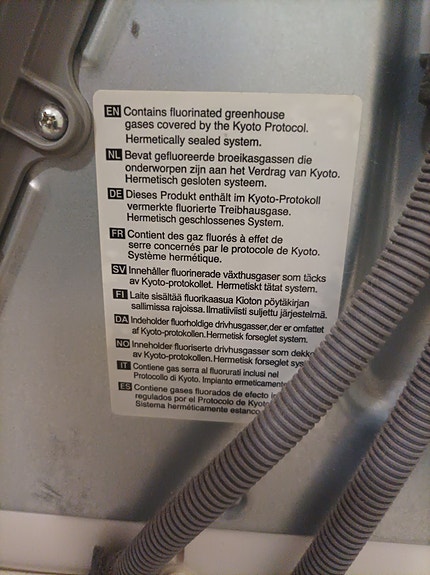 EN Contains fluorinated greenhouse
gases covered by the Kyoto Protocol.
Hermetically sealed system.
NL Bevat gefluoreerde broeikasgassen die
onderworpen zijn aan het Verdrag van Kyoto.
Hermetisch gesloten systeem.
DE Dieses Produkt enthält im Kyoto-Protokoll
vermerkte fluorierte Treibhausgase.
Hermetisch geschlossenes System.
FR Contient des gaz fluorés à effet de
serre concernés par le protocole de Kyoto.
Système hermétique.
SV Innehåller fluorinerade växthusgaser som täcks
av Kyoto-protokollet. Hermetiskt tätat system.
FI Laite sisältää fluorikaasua Kioton pöytäkirjan
sallimissa rajoissa. Ilmatiiviisti suljettu järjestelmä.
DA Indeholder fluorholdige drivhusgasser,der er omfattet
af Kyoto-protokollen. Hermetisk forseglet system.
NO Inneholder fluoriserte drivhusgasser som dekk
av Kyoto-protokollen. Hermetisk forseglet sys
IT Contiene gas serra al fluorurati inclusi nel
Protocollo di Kyoto. Impianto ermeticament
ES Contiene gases fluorados de efecto
regulados por el Protocolo de Kyoto
Sistema herméticamente estanco